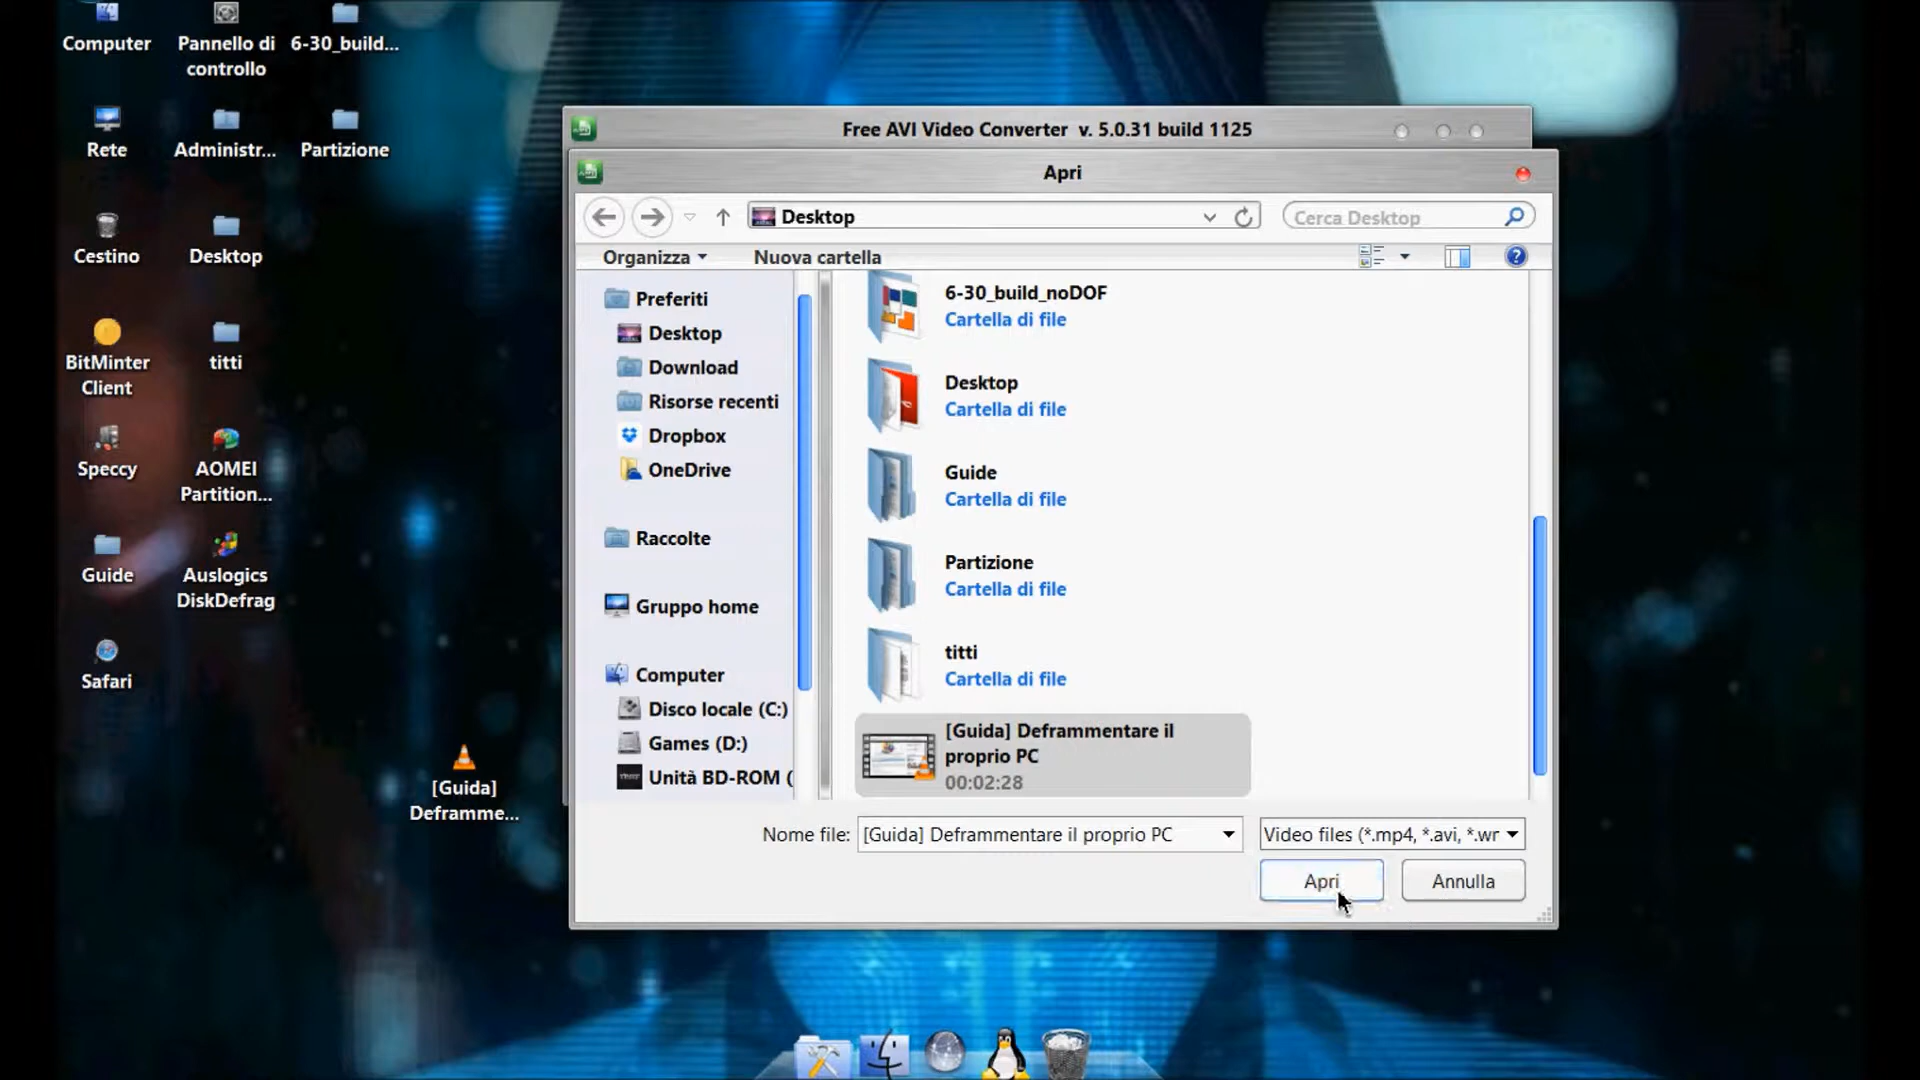 Computer
Pannello di
controllo
6-30_build...
Rete
Administr...
Partizione
Cestino
Desktop
BitMinter
Client
titti
Speccy
AOMEI
Partition...
Guide
Auslogics
DiskDefrag
Safari
[Guida]
Deframme...
Free AVI Video Converter v. 5.0.31 build 1125
Apri
Desktop
Cerca Desktop
Organizza
Nuova cartella
Preferiti
Desktop
Download
Risorse recenti
Dropbox
OneDrive
Raccolte
Gruppo home
Computer
Disco locale (C:)
Games (D:)
Unità BD-ROM (
6-30_build_noDOF
Cartella di file
Desktop
Cartella di file
Guide
Cartella di file
Partizione
Cartella di file
titti
Cartella di file
[Guida] Deframmentare il
proprio PC
00:02:28
Nome file:
[Guida] Deframmentare il proprio PC
Video files (*.mp4, *.avi, *.wr
Apri
Annulla